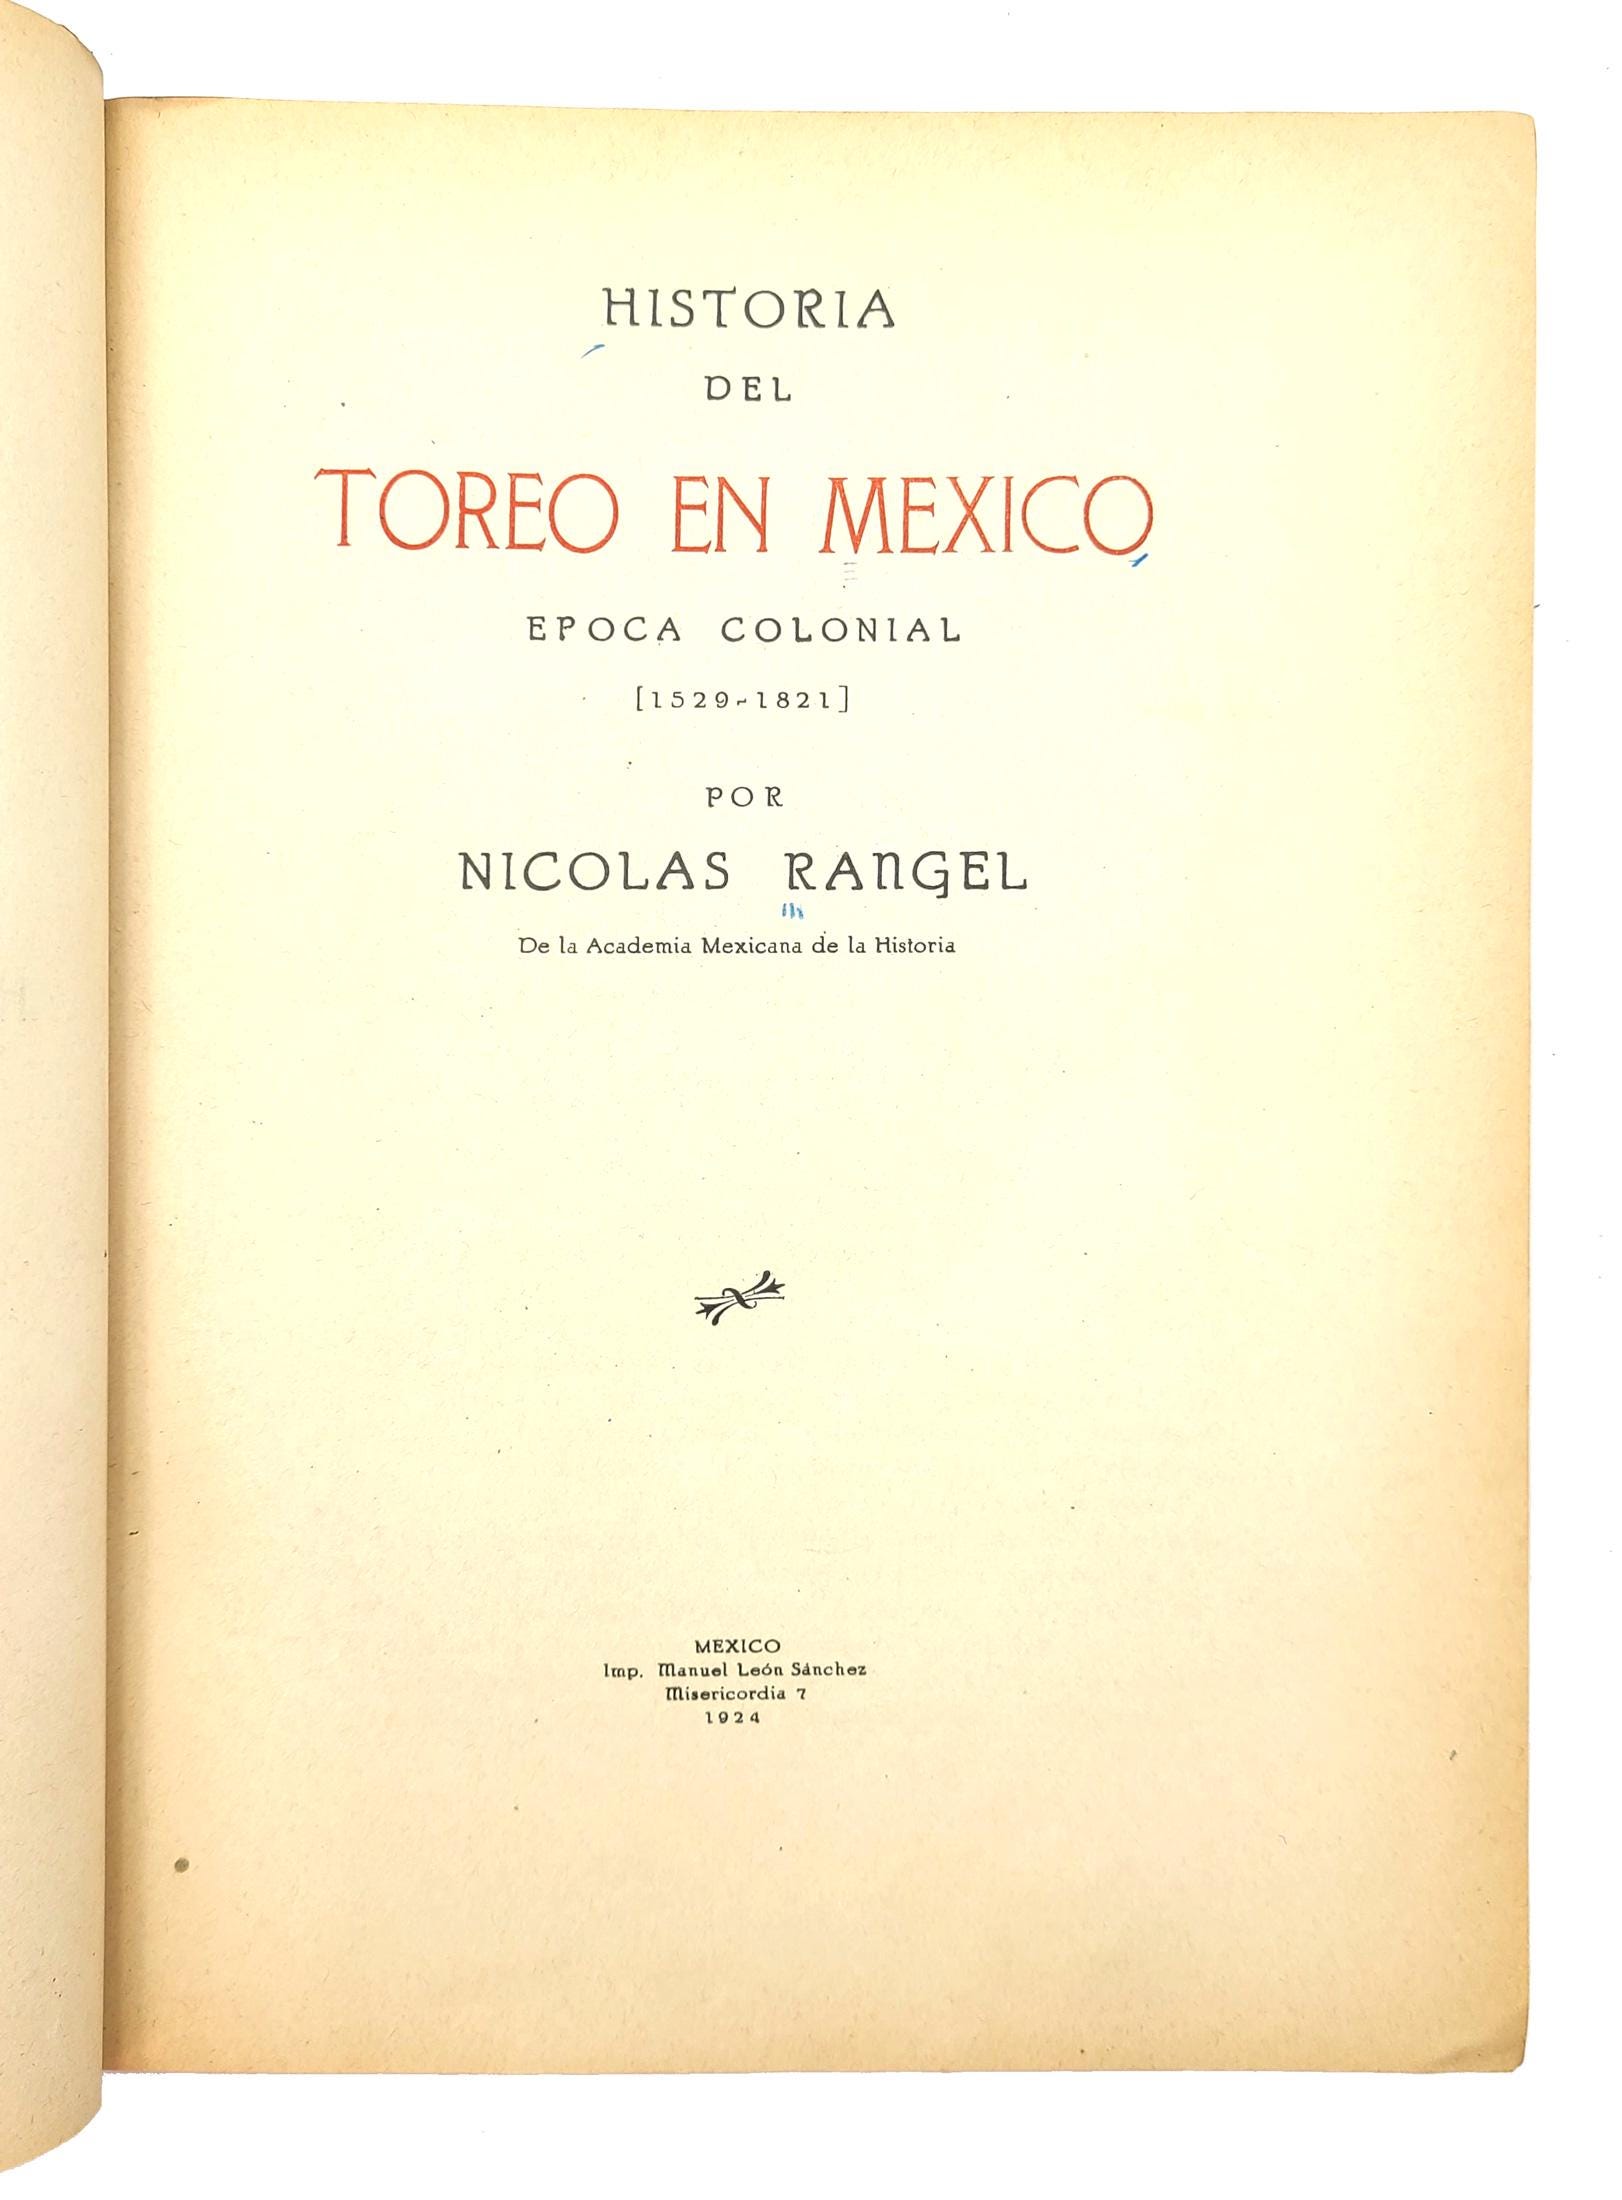 HISTORIA
DEL
TOREO EN MEXICO
EPOCA COLONIAL
[1529-1821]
POR
NICOLAS RANGEL
De la Academia Mexicana de la Historia
MEXICO
Imp. Manuel León Sánchez
Misericordia 7
1924